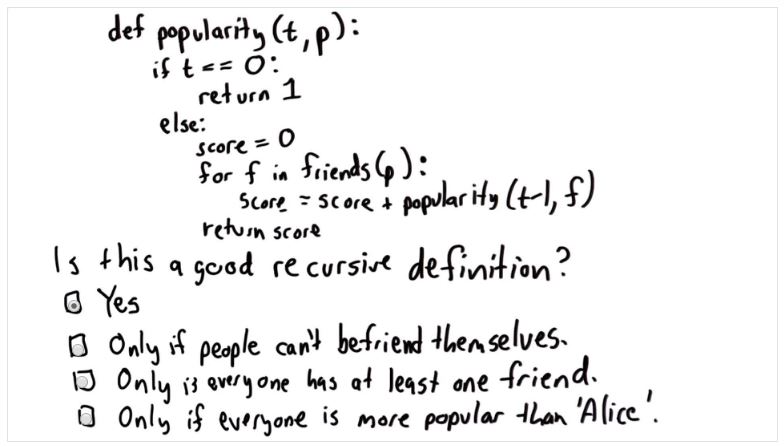 def popularity(t,p):
if t == 0:
return 1
else:
score = 0
for f in friends(p):
score = score + popularity(t-1, f)
return score
Is this a good recursive definition?
Yes
Only if people can't befriend themselves.
Only if everyone has at least one friend.
Only if everyone is more popular than 'Alice'.